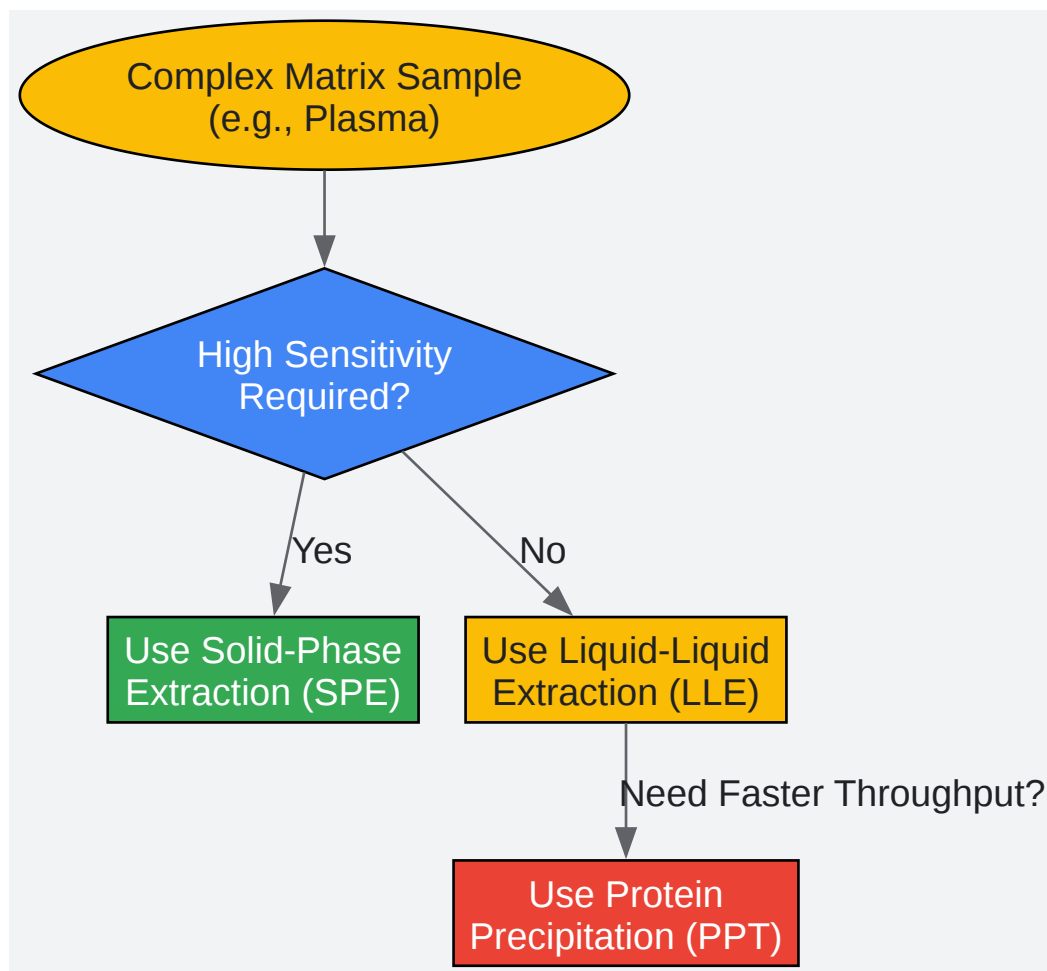 Complex Matrix Sample
(e.g., Plasma)
High Sensitivity
Required?
Yes
No
Use Solid-Phase
Extraction (SPE)
Use Liquid-Liquid
Extraction (LLE)
Need Faster Throughput?
Use Protein
Precipitation (PPT)